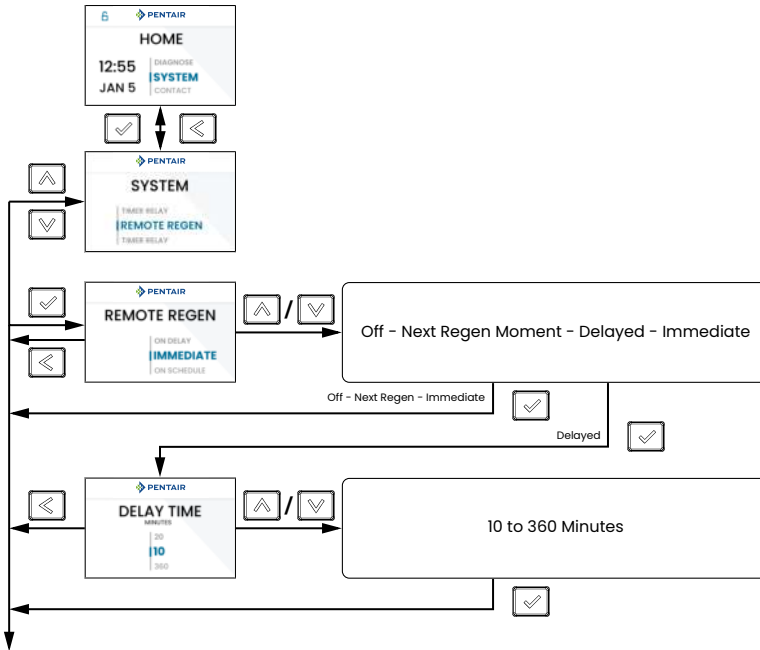 PENTAIR
HOME
12:55
JAN 5
DIAGNOSE
SYSTEM
CONTACT
PENTAIR
SYSTEM
TIMER RELAY
REMOTE REGEN
TIMER RELAY
PENTAIR
REMOTE REGEN
ON DELAY
IMMEDIATE
ON SCHEDULE
/
Off - Next Regen Moment - Delayed - Immediate
Off - Next Regen - Immediate
Delayed
PENTAIR
DELAY TIME
MINUTES
20
10
360
/
10 to 360 Minutes